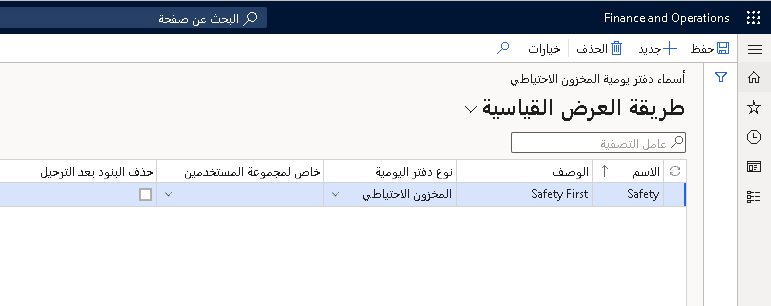 Finance and Operations
البحث عن صفحة
حفظ
جديد
الحذف
خيارات
أسماء دفتر يومية المخزون الاحتياطي
طريقة العرض القياسية
عامل التصفية
الاسم
الوصف
نوع دفتر اليومية
خاص لمجموعة المستخدمين
حذف البنود بعد الترحيل
Safety
Safety First
المخزون الاحتياطي